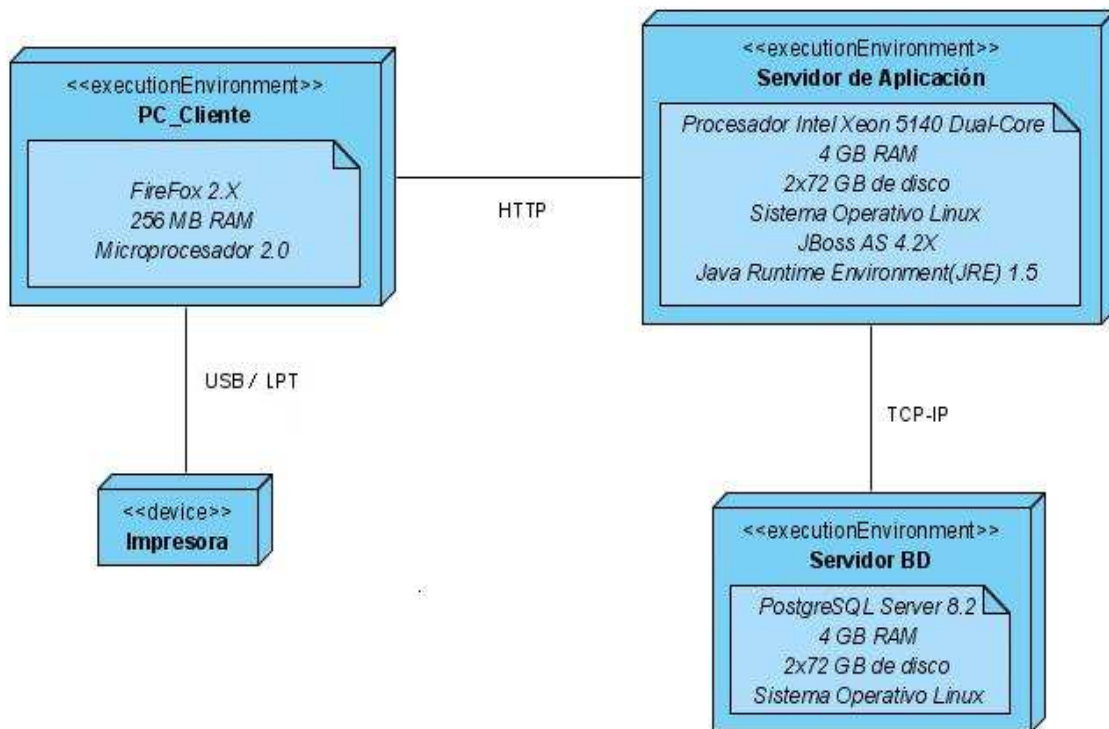 <<executionEnvironment>>
PC_Cliente
FireFox 2.X
256 MB RAM
Microprocesador 2.0
HTTP
<<executionEnvironment>>
Servidor de Aplicación
Procesador Intel Xeon 5140 Dual-Core
4 GB RAM
2x72 GB de disco
Sistema Operativo Linux
JBoss AS 4.2X
Java Runtime Environment(JRE) 1.5
USB / LPT
TCP-IP
<<device>>
Impresora
<<executionEnvironment>>
Servidor BD
PostgreSQL Server 8.2
4 GB RAM
2x72 GB de disco
Sistema Operativo Linux